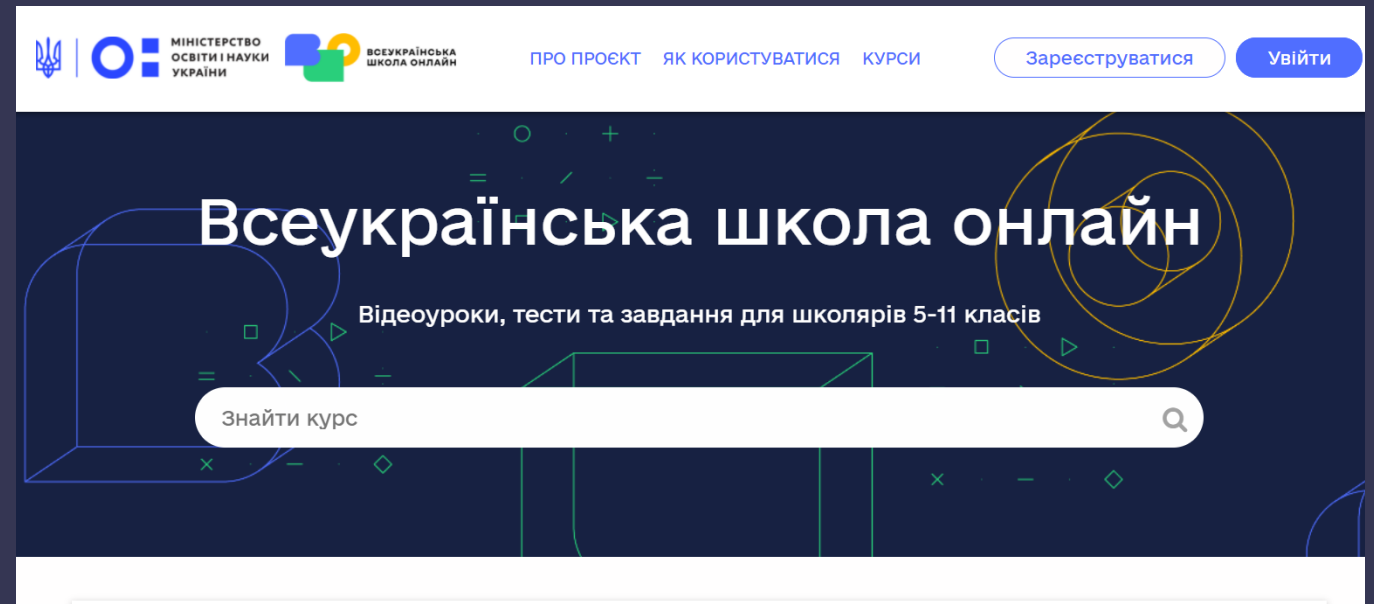 МІНІСТЕРСТВО
ОСВІТИ І НАУКИ
УКРАЇНИ
ВСЕУКРАЇНСЬКА
ШКОЛА ОНЛАЙН
ПРО ПРОЄКТ
ЯК КОРИСТУВАТИСЯ
КУРСИ
Зареєструватися
Увійти
Всеукраїнська школа онлайн
Відеоуроки, тести та завдання для школярів 5-11 класів
Знайти курс